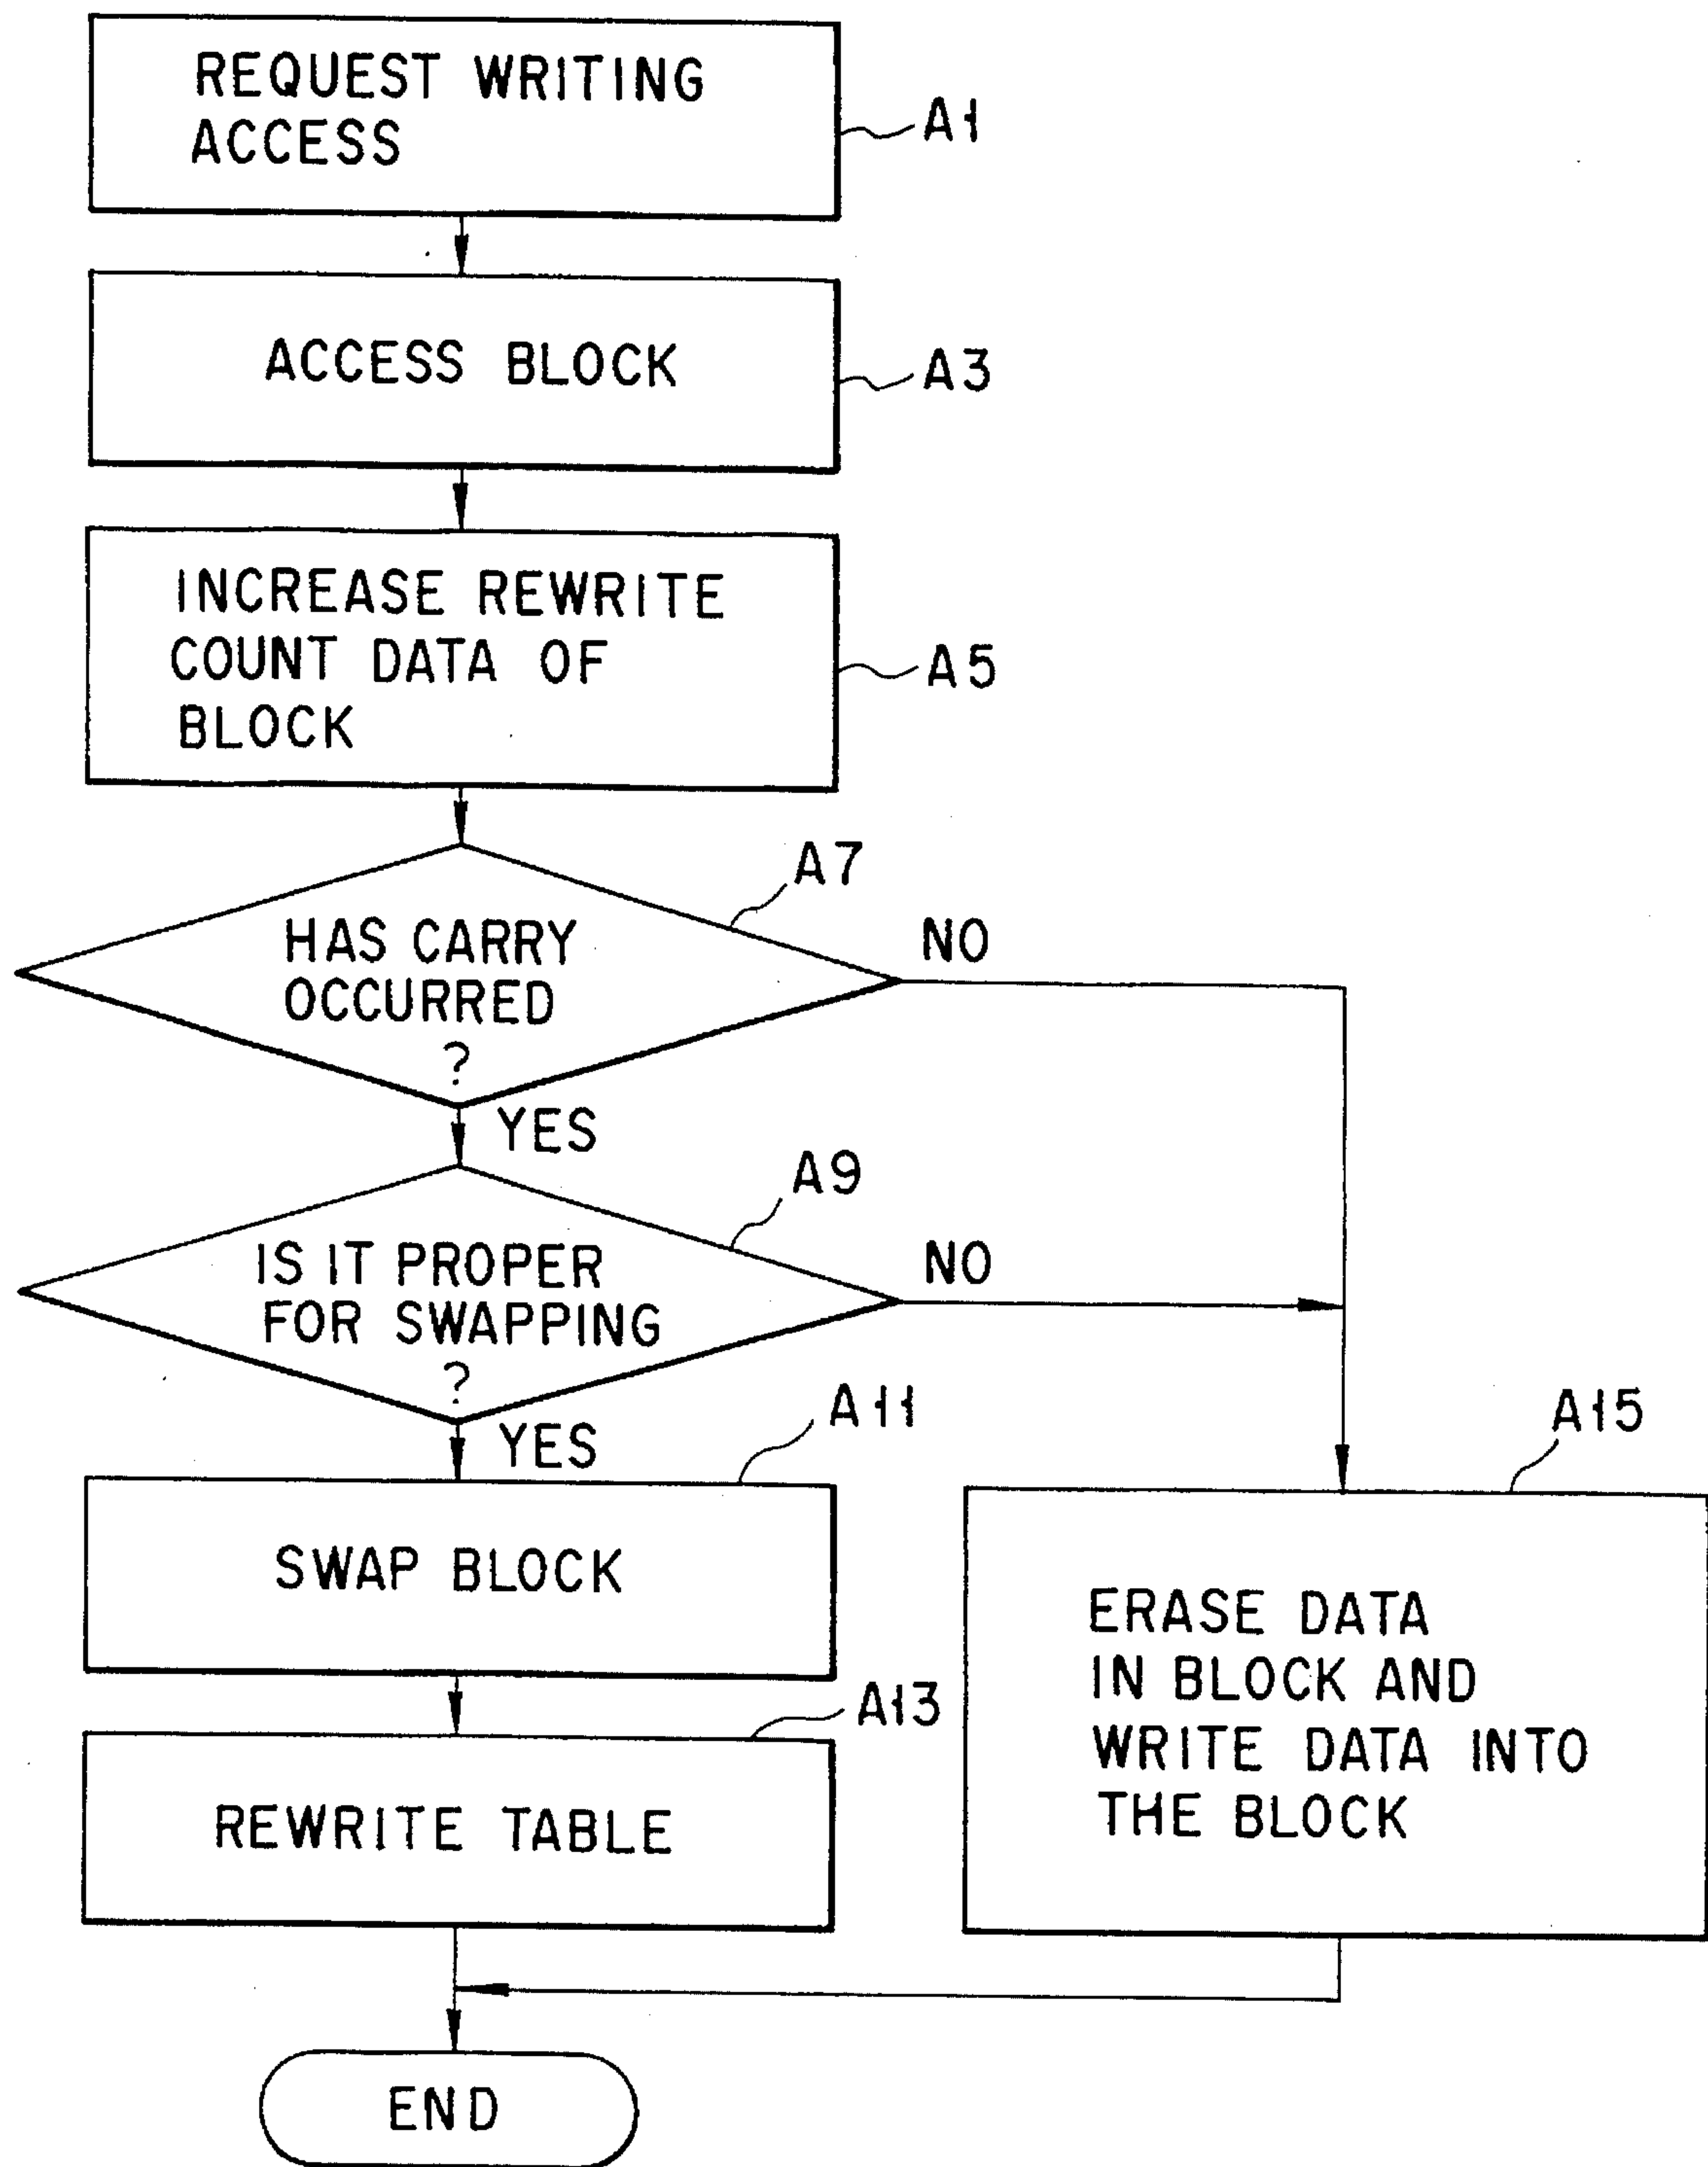 REQUEST WRITING
ACCESS
A1
ACCESS BLOCK
A3
INCREASE REWRITE
COUNT DATA OF
BLOCK
A5
A7
HAS CARRY
OCCURRED
?
NO
YES
A9
IS IT PROPER
FOR SWAPPING
?
NO
YES
A11
SWAP BLOCK
A13
REWRITE TABLE
A15
ERASE DATA
IN BLOCK AND
WRITE DATA INTO
THE BLOCK
END